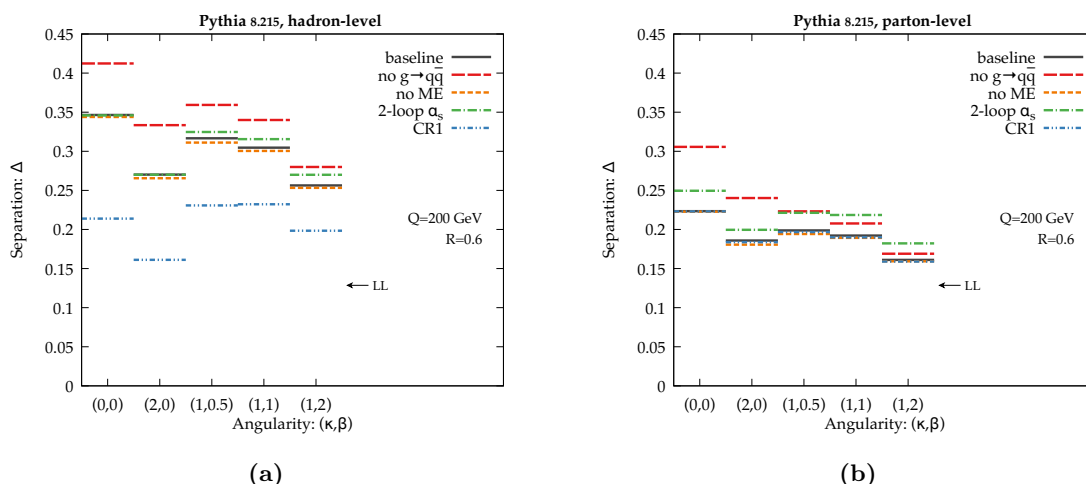 Pythia 8.215, hadron-level
Separation: Δ
0.45
0.4
0.35
0.3
0.25
0.2
0.15
0.1
0.05
0
baseline
no g→qq̅
no ME
2-loop αs
CR1
Q=200 GeV
R=0.6
LL
(0,0) (2,0) (1,0.5) (1,1) (1,2)
Angularity: (κ,β)
(a)
Pythia 8.215, parton-level
Separation: Δ
0.45
0.4
0.35
0.3
0.25
0.2
0.15
0.1
0.05
0
baseline
no g→qq̅
no ME
2-loop αs
CR1
Q=200 GeV
R=0.6
LL
(0,0) (2,0) (1,0.5) (1,1) (1,2)
Angularity: (κ,β)
(b)